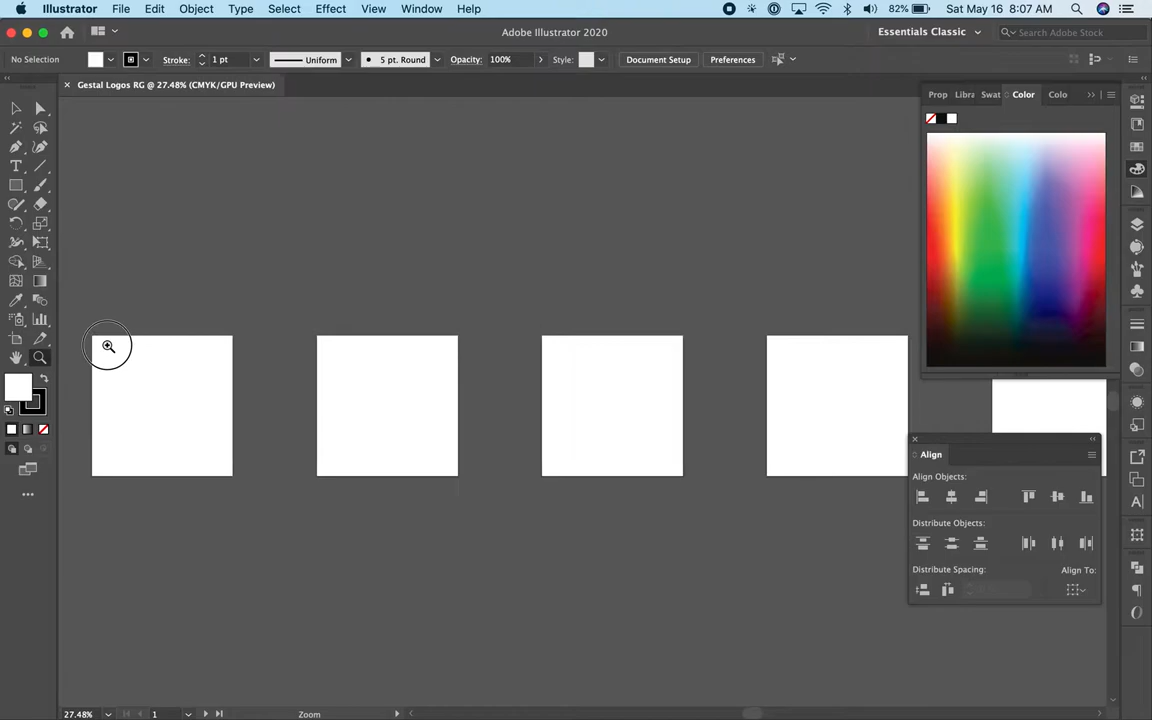 Illustrator File Edit Object Type Select Effect View Window Help 82% Sat May 16 8:07 AM
Adobe Illustrator 2020 Essentials Classic Search Adobe Stock
No Selection Stroke: 1 pt Uniform 5 pt. Round Opacity: 100% Style: Document Setup Preferences
Gestal Logos RG @ 27.48% (CMYK/GPU Preview)
Prop Libra Swat Color Colo
Align
Align Objects:
Distribute Objects:
Distribute Spacing: Align To:
27.48% 1 Zoom